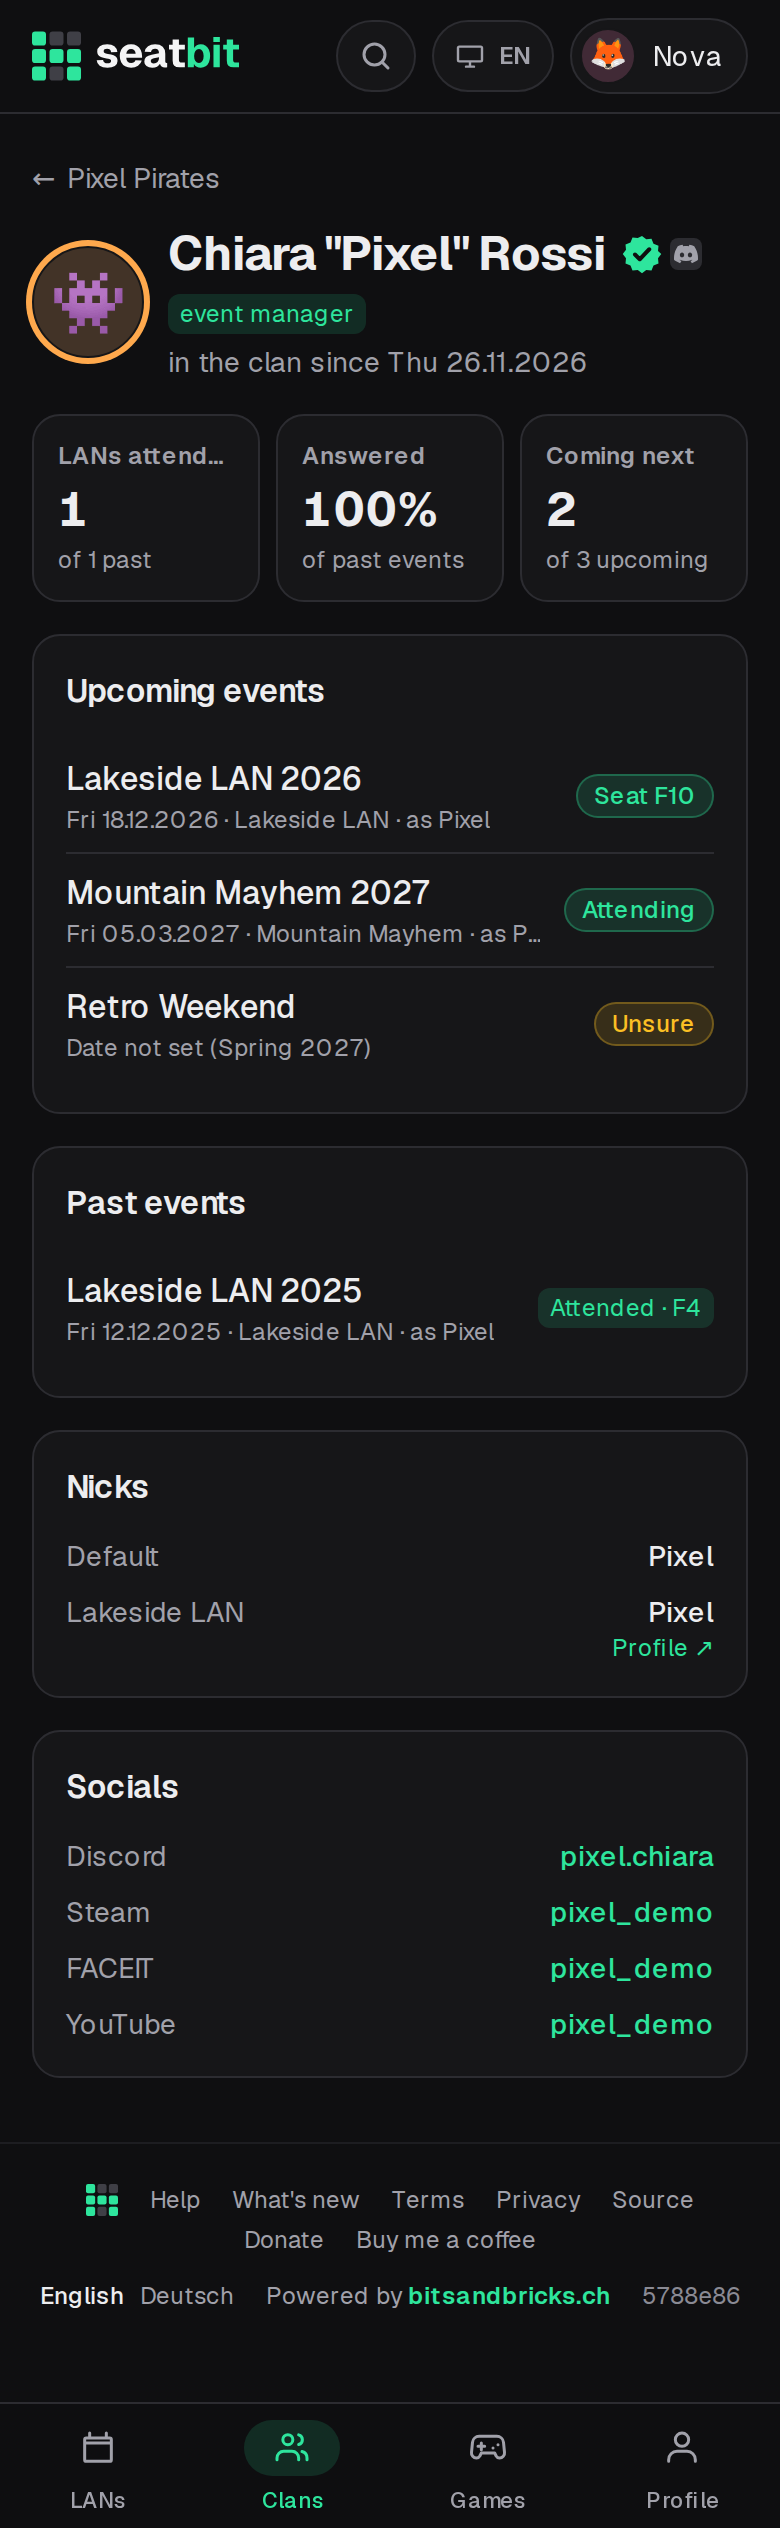 seatbit
EN
Nova
← Pixel Pirates
Chiara "Pixel" Rossi
event manager
in the clan since Thu 26.11.2026
LANs attend…
1
of 1 past
Answered
100%
of past events
Coming next
2
of 3 upcoming
Upcoming events
Lakeside LAN 2026
Fri 18.12.2026 · Lakeside LAN · as Pixel
Seat F10
Mountain Mayhem 2027
Fri 05.03.2027 · Mountain Mayhem · as P…
Attending
Retro Weekend
Date not set (Spring 2027)
Unsure
Past events
Lakeside LAN 2025
Fri 12.12.2025 · Lakeside LAN · as Pixel
Attended · F4
Nicks
Default Pixel
Lakeside LAN Pixel
Profile ↗
Socials
Discord pixel.chiara
Steam pixel_demo
FACEIT pixel_demo
YouTube pixel_demo
Help What's new Terms Privacy Source
Donate Buy me a coffee
English Deutsch Powered by bitsandbricks.ch 5788e86
LANs Clans Games Profile